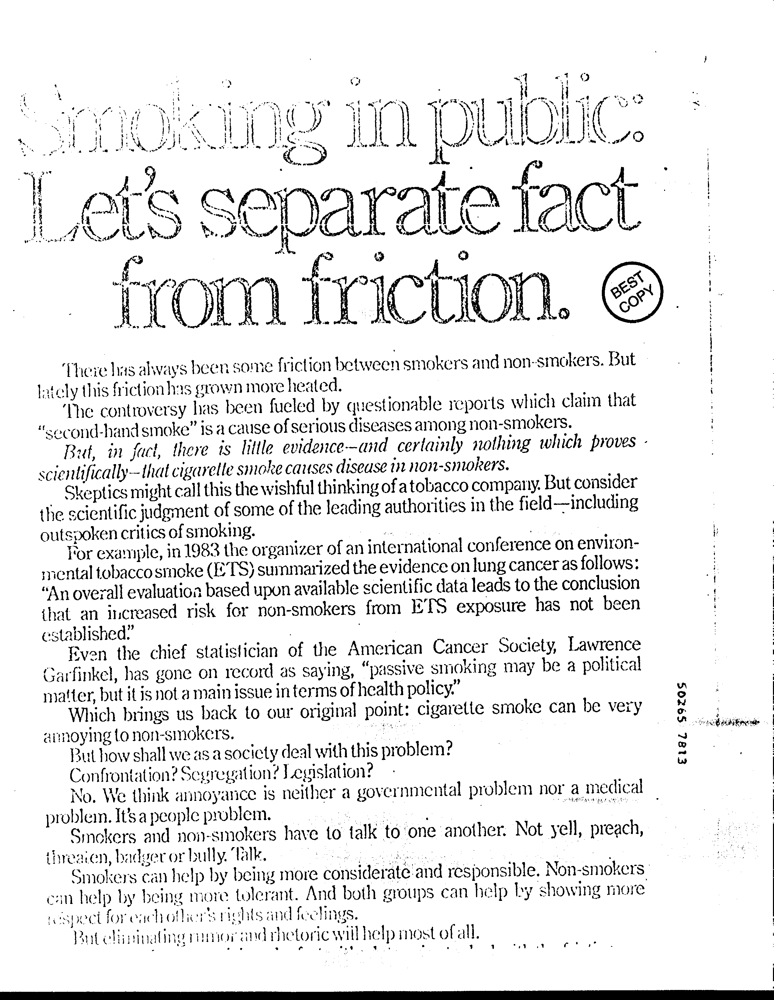 Smoking in public:
Let's separate fact
from friction.
BEST
COPY
There has always been some friction between smokers and non-smokers. But
lately this friction has grown more heated.
The controversy has been fueled by questionable reports which claim that
"second-hand smoke" is a cause of serious diseases among non-smokers.
But, in fact, there is little evidence—and certainly nothing which proves
scientifically—that cigarette smoke causes disease in non-smokers.
Skeptics might call this the wishful thinking of a tobacco company. But consider
the scientific judgment of some of the leading authorities in the field—including
outspoken critics of smoking.
For example, in 1983 the organizer of an international conference on environ-
mental tobacco smoke (ETS) summarized the evidence on lung cancer as follows:
"An overall evaluation based upon available scientific data leads to the conclusion
that an increased risk for non-smokers from ETS exposure has not been
established."
Even the chief statistician of the American Cancer Society, Lawrence
Garfinkel, has gone on record as saying, "passive smoking may be a political
matter, but it is not a main issue in terms of health policy."
Which brings us back to our original point: cigarette smoke can be very
annoying to non-smokers.
But how shall we as a society deal with this problem?
Confrontation? Segregation? Legislation?
No. We think annoyance is neither a governmental problem nor a medical
problem. It's a people problem.
Smokers and non-smokers have to talk to one another. Not yell, preach,
threaten, badger or bully. Talk.
Smokers can help by being more considerate and responsible. Non-smokers
can help by being more tolerant. And both groups can help by showing more
respect for each other's rights and feelings.
But eliminating rumor and rhetoric will help most of all.
50265 7813